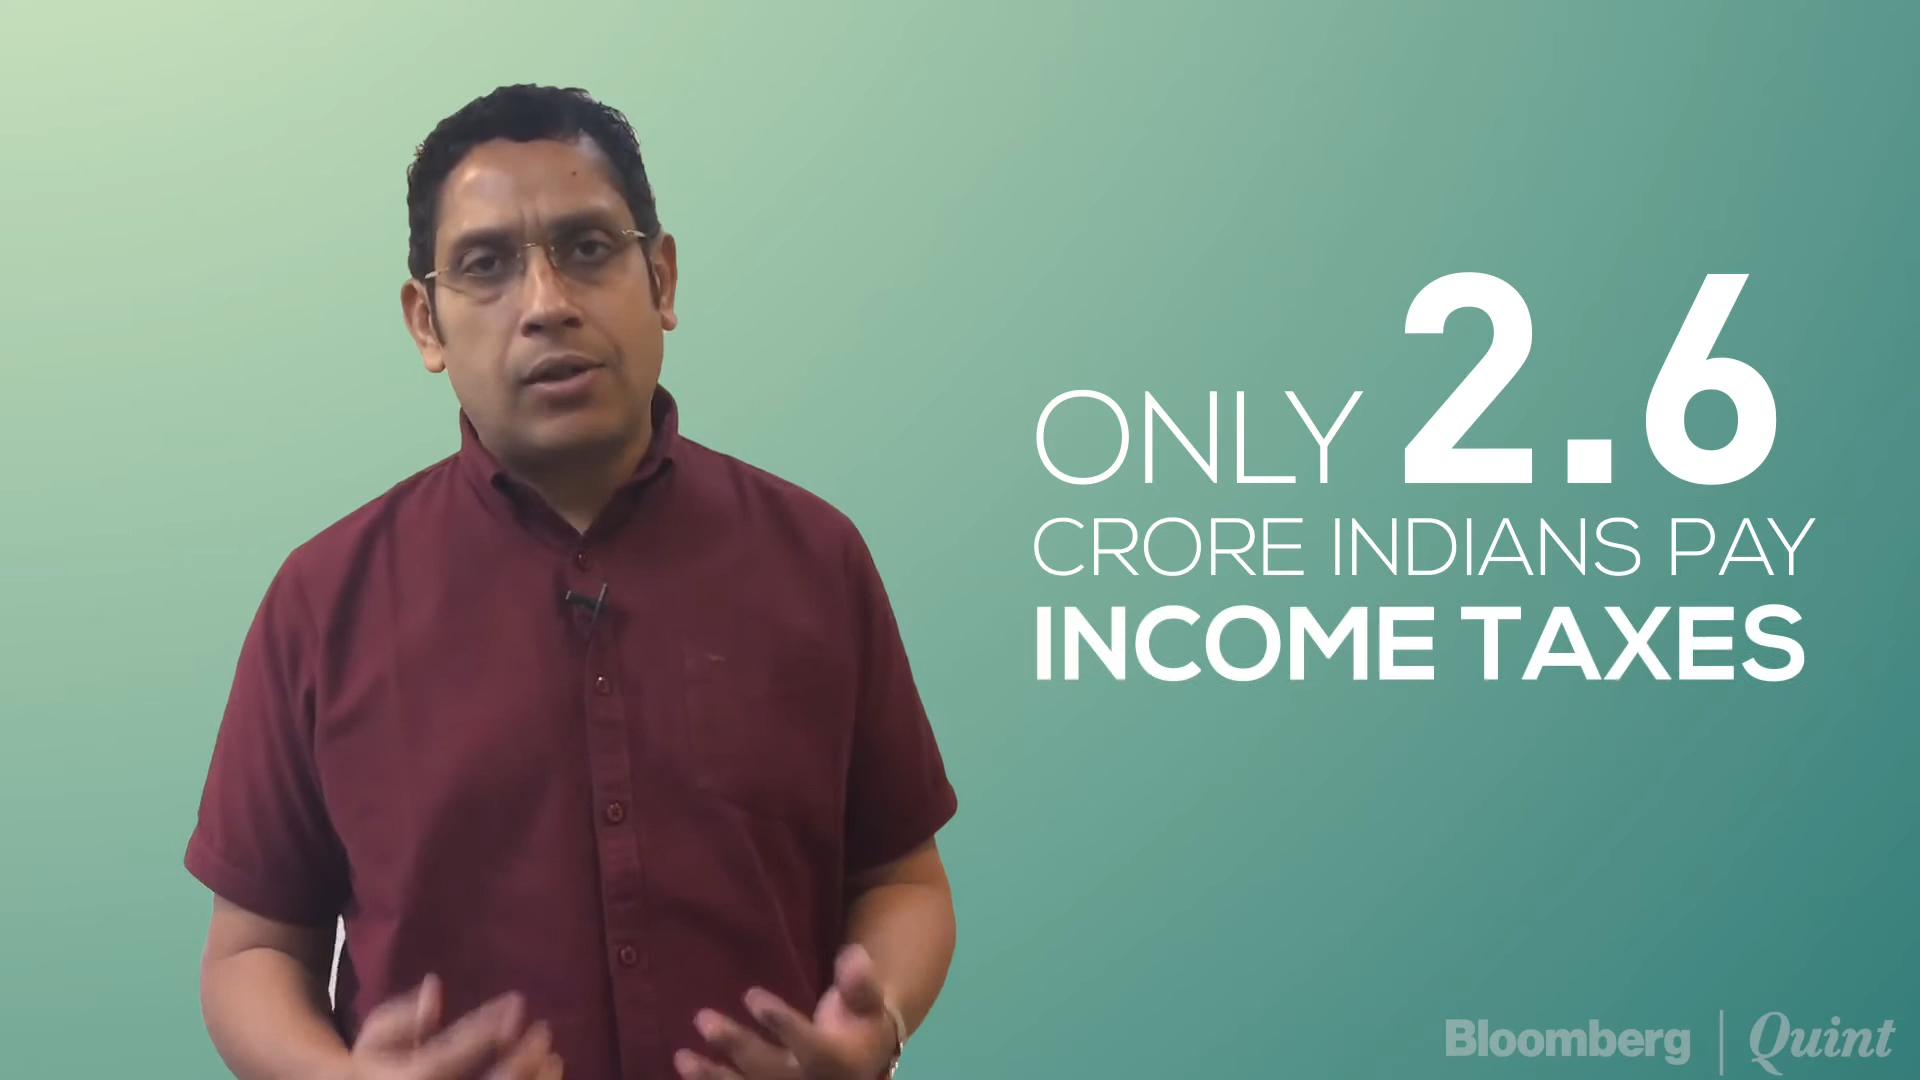 ONLY 2.6
CRORE INDIANS PAY
INCOME TAXES
Bloomberg | Quint